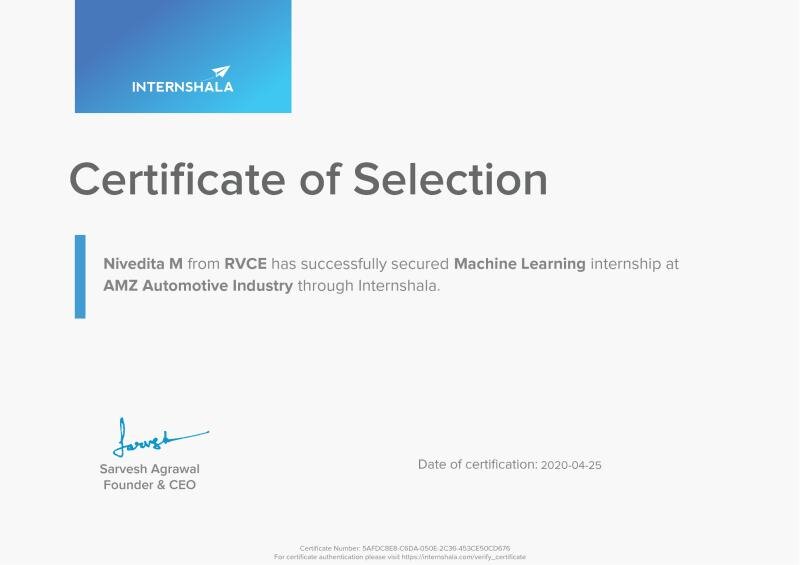 INTERNSHALA
Certificate of Selection
Nivedita M from RVCE has successfully secured Machine Learning internship at
AMZ Automotive Industry through Internshala.
Sarvesh
Sarvesh Agrawal
Founder & CEO
Date of certification: 2020-04-25
Certificate Number: 5AFDC8E8-C6DA-050E-2C36-453CE50CD676
For certificate authentication please visit https://internshala.com/verify_certificate